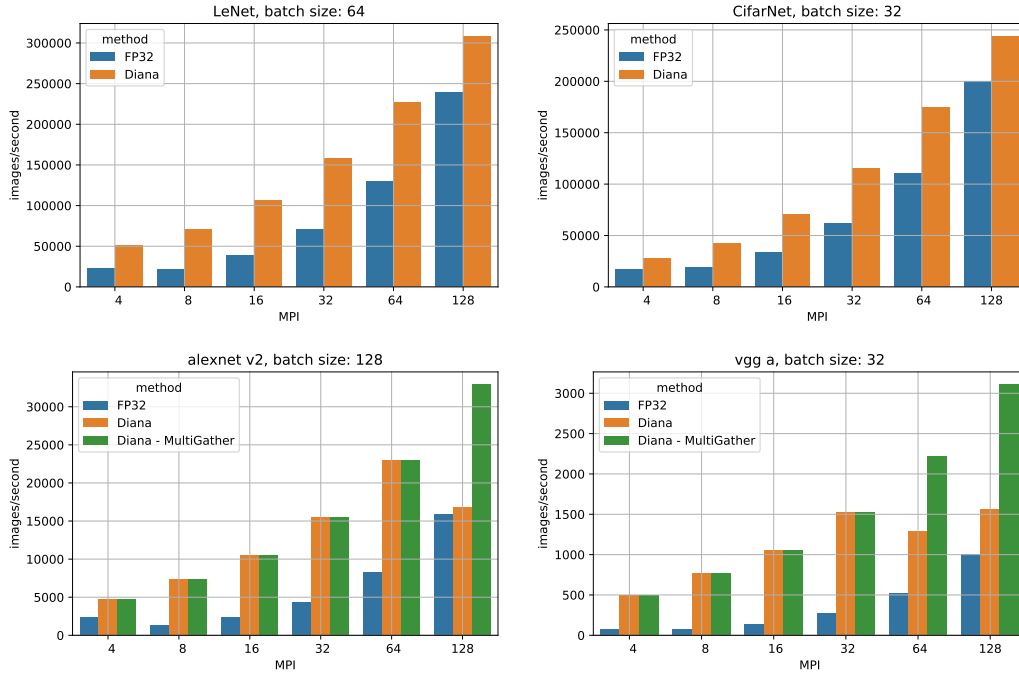 LeNet, batch size: 64
method
FP32
Diana
images/second
300000
250000
200000
150000
100000
50000
0
4 8 16 32 64 128
MPI
CifarNet, batch size: 32
method
FP32
Diana
images/second
250000
200000
150000
100000
50000
0
4 8 16 32 64 128
MPI
alexnet v2, batch size: 128
method
FP32
Diana
Diana - MultiGather
images/second
30000
25000
20000
15000
10000
5000
0
4 8 16 32 64 128
MPI
vgg a, batch size: 32
method
FP32
Diana
Diana - MultiGather
images/second
3000
2500
2000
1500
1000
500
0
4 8 16 32 64 128
MPI